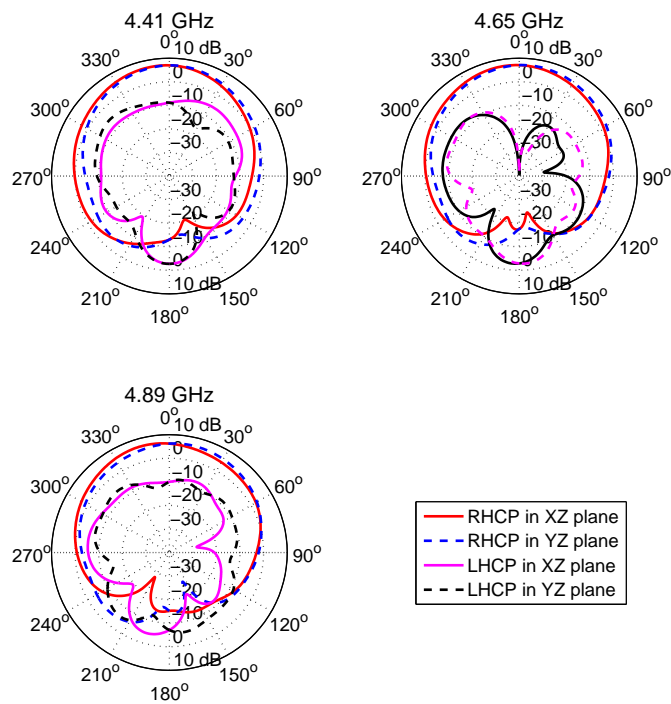 4.41 GHz
0° 10 dB
330° 30°
0
300° −10 60°
−20
−30
270° 90°
−30
−20
240° −10 120°
0
210° 10 dB 150°
180°
4.65 GHz
0° 10 dB
330° 30°
0
300° −10 60°
−20
−30
270° 90°
−30
−20
240° −10 120°
0
210° 10 dB 150°
180°
4.89 GHz
0° 10 dB
330° 30°
0
300° −10 60°
−20
−30
270° 90°
−30
−20
240° −10 120°
0
210° 10 dB 150°
180°
RHCP in XZ plane
RHCP in YZ plane
LHCP in XZ plane
LHCP in YZ plane